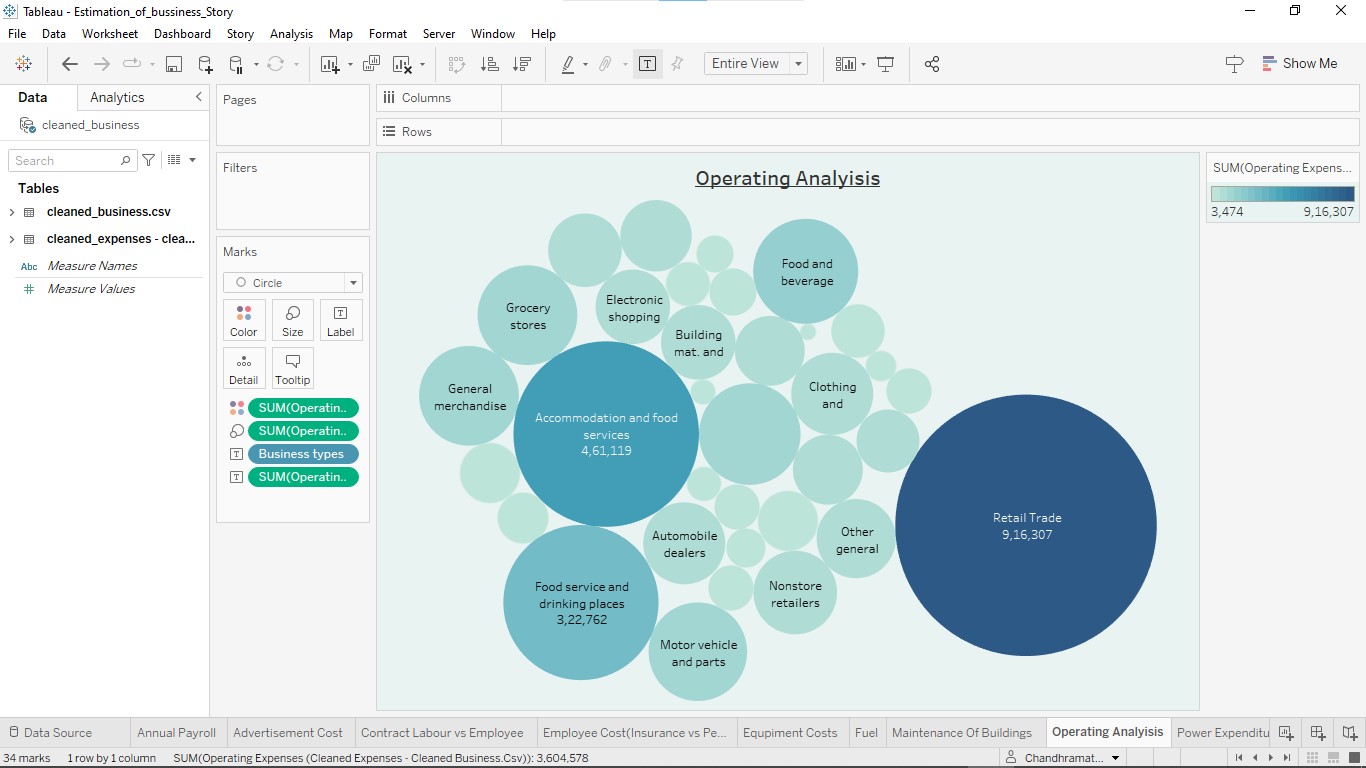 Tableau - Estimation_of_bussiness_Story
File Data Worksheet Dashboard Story Analysis Map Format Server Window Help
Entire View
Show Me
Data Analytics
cleaned_business
Search
Tables
cleaned_business.csv
cleaned_expenses - clea...
Abc Measure Names
# Measure Values
Pages
Filters
Marks
Circle
Color Size Label
Detail Tooltip
SUM(Operatin..
SUM(Operatin..
Business types
SUM(Operatin..
Columns
Rows
Operating Analyisis
Food and
beverage
Grocery
stores
Electronic
shopping
Building
mat. and
General
merchandise
Clothing
and
Accommodation and food
services
4,61,119
Retail Trade
9,16,307
Automobile
dealers
Other
general
Food service and
drinking places
3,22,762
Nonstore
retailers
Motor vehicle
and parts
SUM(Operating Expens...
3,474 9,16,307
Data Source Annual Payroll Advertisement Cost Contract Labour vs Employee Employee Cost(Insurance vs Pe... Equpiment Costs Fuel Maintenance Of Buildings Operating Analyisis Power Expenditu
34 marks 1 row by 1 column SUM(Operating Expenses (Cleaned Expenses - Cleaned Business.Csv)): 3,604,578 Chandhramat...